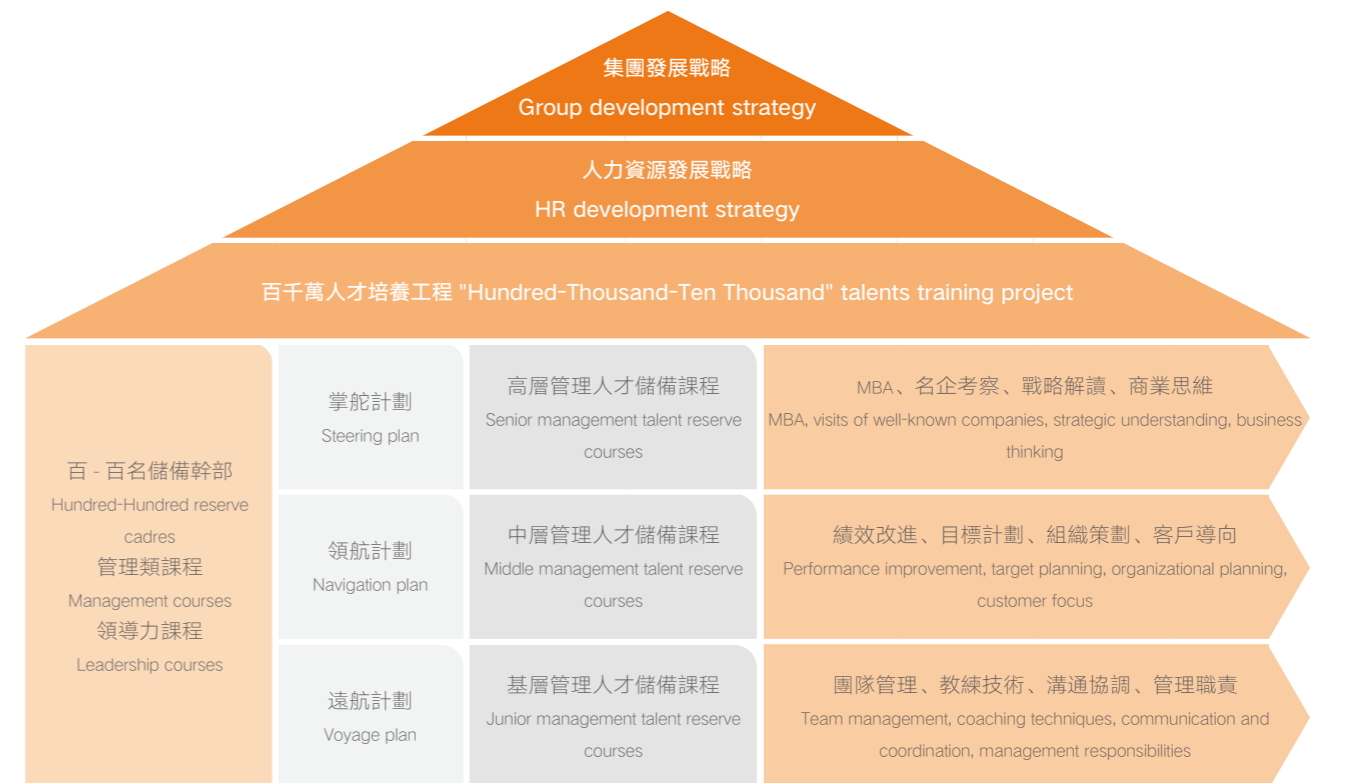 集團發展戰略
Group development strategy
人力資源發展戰略
HR development strategy
百千萬人才培養工程 "Hundred-Thousand-Ten Thousand" talents training project
百 - 百名儲備幹部
Hundred-Hundred reserve
cadres
管理類課程
Management courses
領導力課程
Leadership courses
掌舵計劃
Steering plan
高層管理人才儲備課程
Senior management talent reserve
courses
MBA、名企考察、戰略解讀、商業思維
MBA, visits of well-known companies, strategic understanding, business
thinking
領航計劃
Navigation plan
中層管理人才儲備課程
Middle management talent reserve
courses
績效改進、目標計劃、組織策劃、客戶導向
Performance improvement, target planning, organizational planning,
customer focus
遠航計劃
Voyage plan
基層管理人才儲備課程
Junior management talent reserve
courses
團隊管理、教練技術、溝通協調、管理職責
Team management, coaching techniques, communication and
coordination, management responsibilities